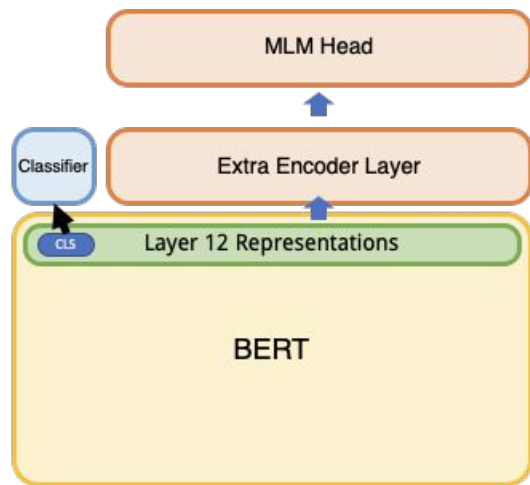 MLM Head
Classifier
Extra Encoder Layer
CLS
Layer 12 Representations
BERT